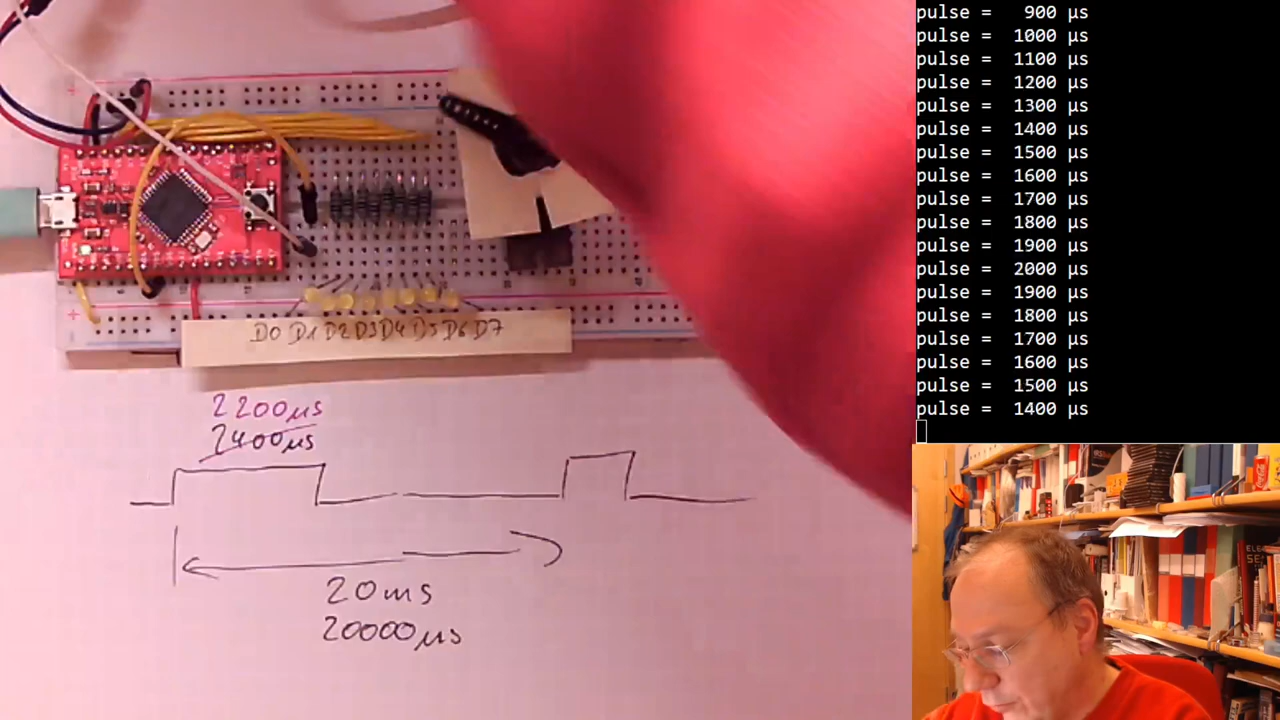 D0 D1 D2 D3 D4 D5 D6 D7
2200µs
2400µs
20ms
20000µs
pulse =   900 µs
pulse =  1000 µs
pulse =  1100 µs
pulse =  1200 µs
pulse =  1300 µs
pulse =  1400 µs
pulse =  1500 µs
pulse =  1600 µs
pulse =  1700 µs
pulse =  1800 µs
pulse =  1900 µs
pulse =  2000 µs
pulse =  1900 µs
pulse =  1800 µs
pulse =  1700 µs
pulse =  1600 µs
pulse =  1500 µs
pulse =  1400 µs